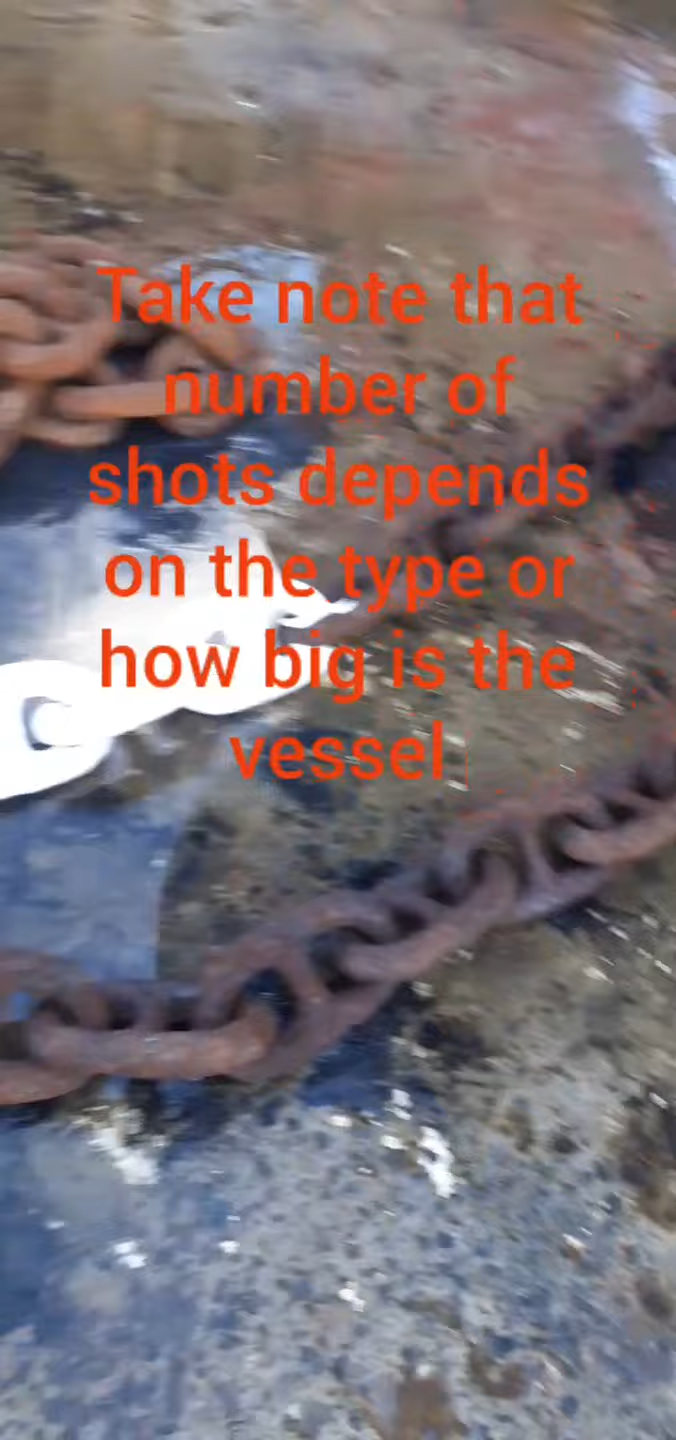 Take note that
number of
shots depends
on the type or
how big is the
vessel